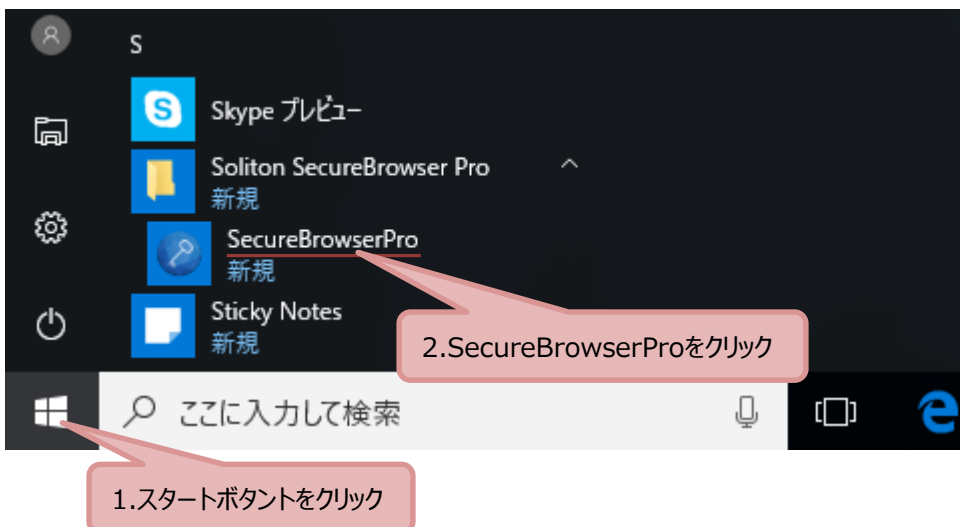 S
Skype プレビュー
Soliton SecureBrowser Pro
新規
SecureBrowserPro
新規
Sticky Notes
新規
2.SecureBrowserProをクリック
ここに入力して検索
1.スタートボタントをクリック